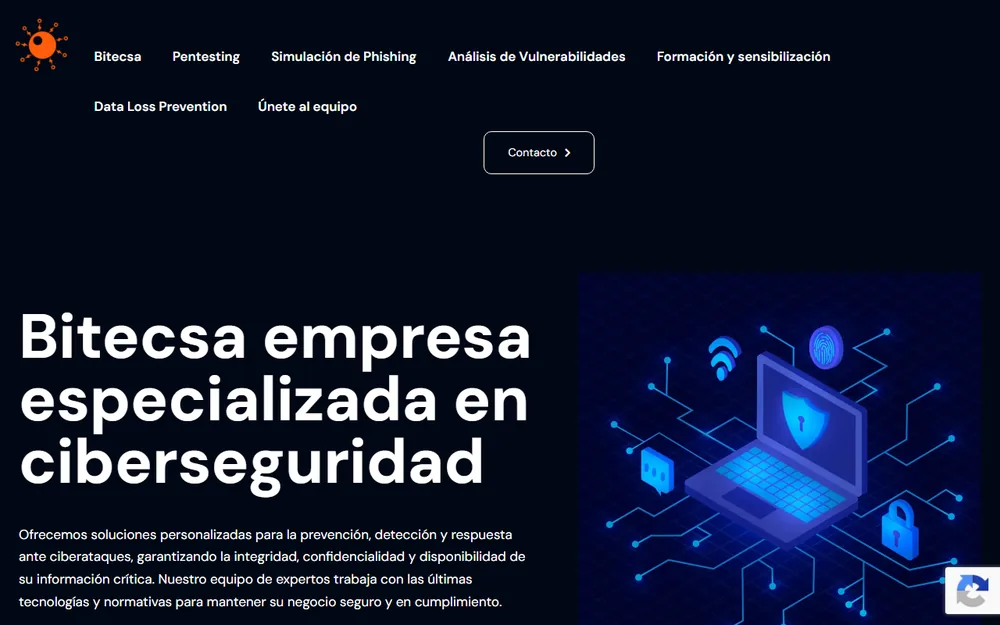 Bitecsa
Pentesting
Simulación de Phishing
Análisis de Vulnerabilidades
Formación y sensibilización
Data Loss Prevention
Únete al equipo
Contacto
Bitecsa empresa
especializada en
ciberseguridad
Ofrecemos soluciones personalizadas para la prevención, detección y respuesta
ante ciberataques, garantizando la integridad, confidencialidad y disponibilidad de
su información crítica. Nuestro equipo de expertos trabaja con las últimas
tecnologías y normativas para mantener su negocio seguro y en cumplimiento.